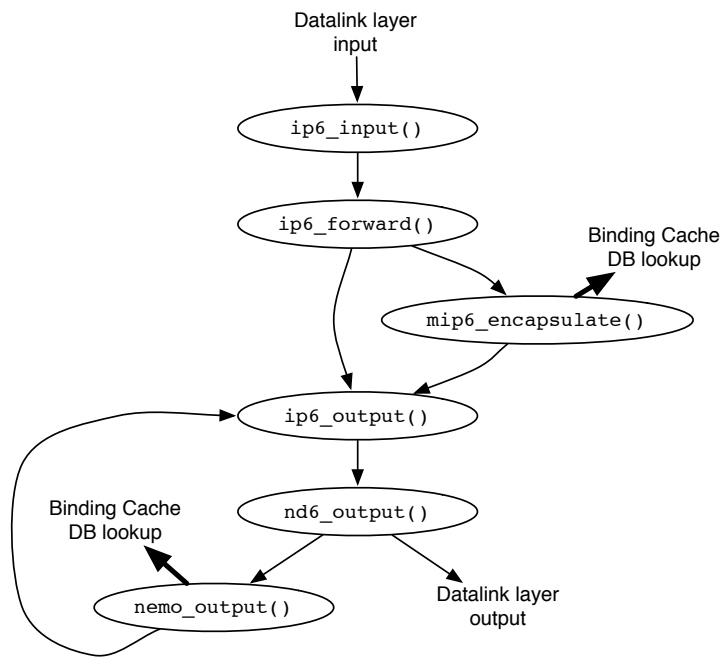 Datalink layer
input
ip6_input()
ip6_forward()
Binding Cache
DB lookup
mip6_encapsulate()
ip6_output()
nd6_output()
Binding Cache
DB lookup
nemo_output()
Datalink layer
output